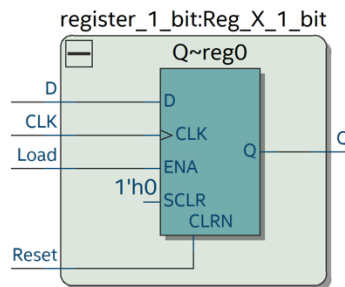 register_1_bit:Reg_X_1_bit
Q~reg0
D
D
CLK
CLK
Load
ENA
Q
Q
1'h0
SCLR
CLRN
Reset